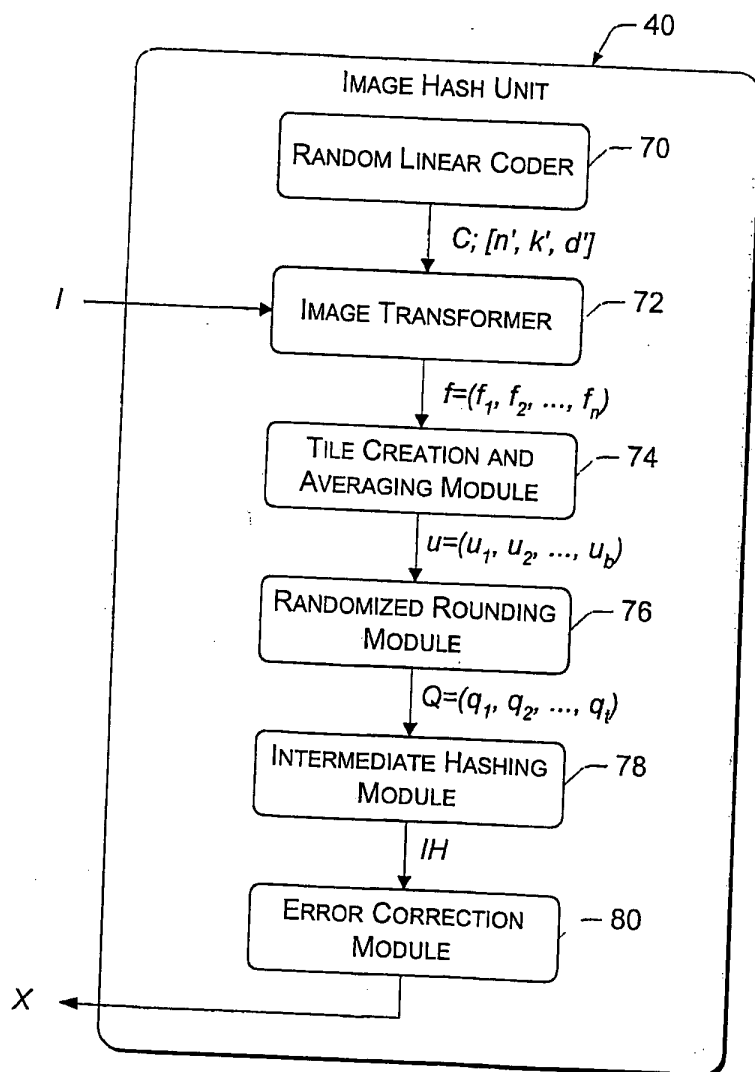 40
IMAGE HASH UNIT
RANDOM LINEAR CODER
70
C; [n', k', d']
I
IMAGE TRANSFORMER
72
f=(f₁, f₂, ..., fₙ)
TILE CREATION AND
AVERAGING MODULE
74
u=(u₁, u₂, ..., u_b)
RANDOMIZED ROUNDING
MODULE
76
Q=(q₁, q₂, ..., qₜ)
INTERMEDIATE HASHING
MODULE
78
IH
ERROR CORRECTION
MODULE
80
X